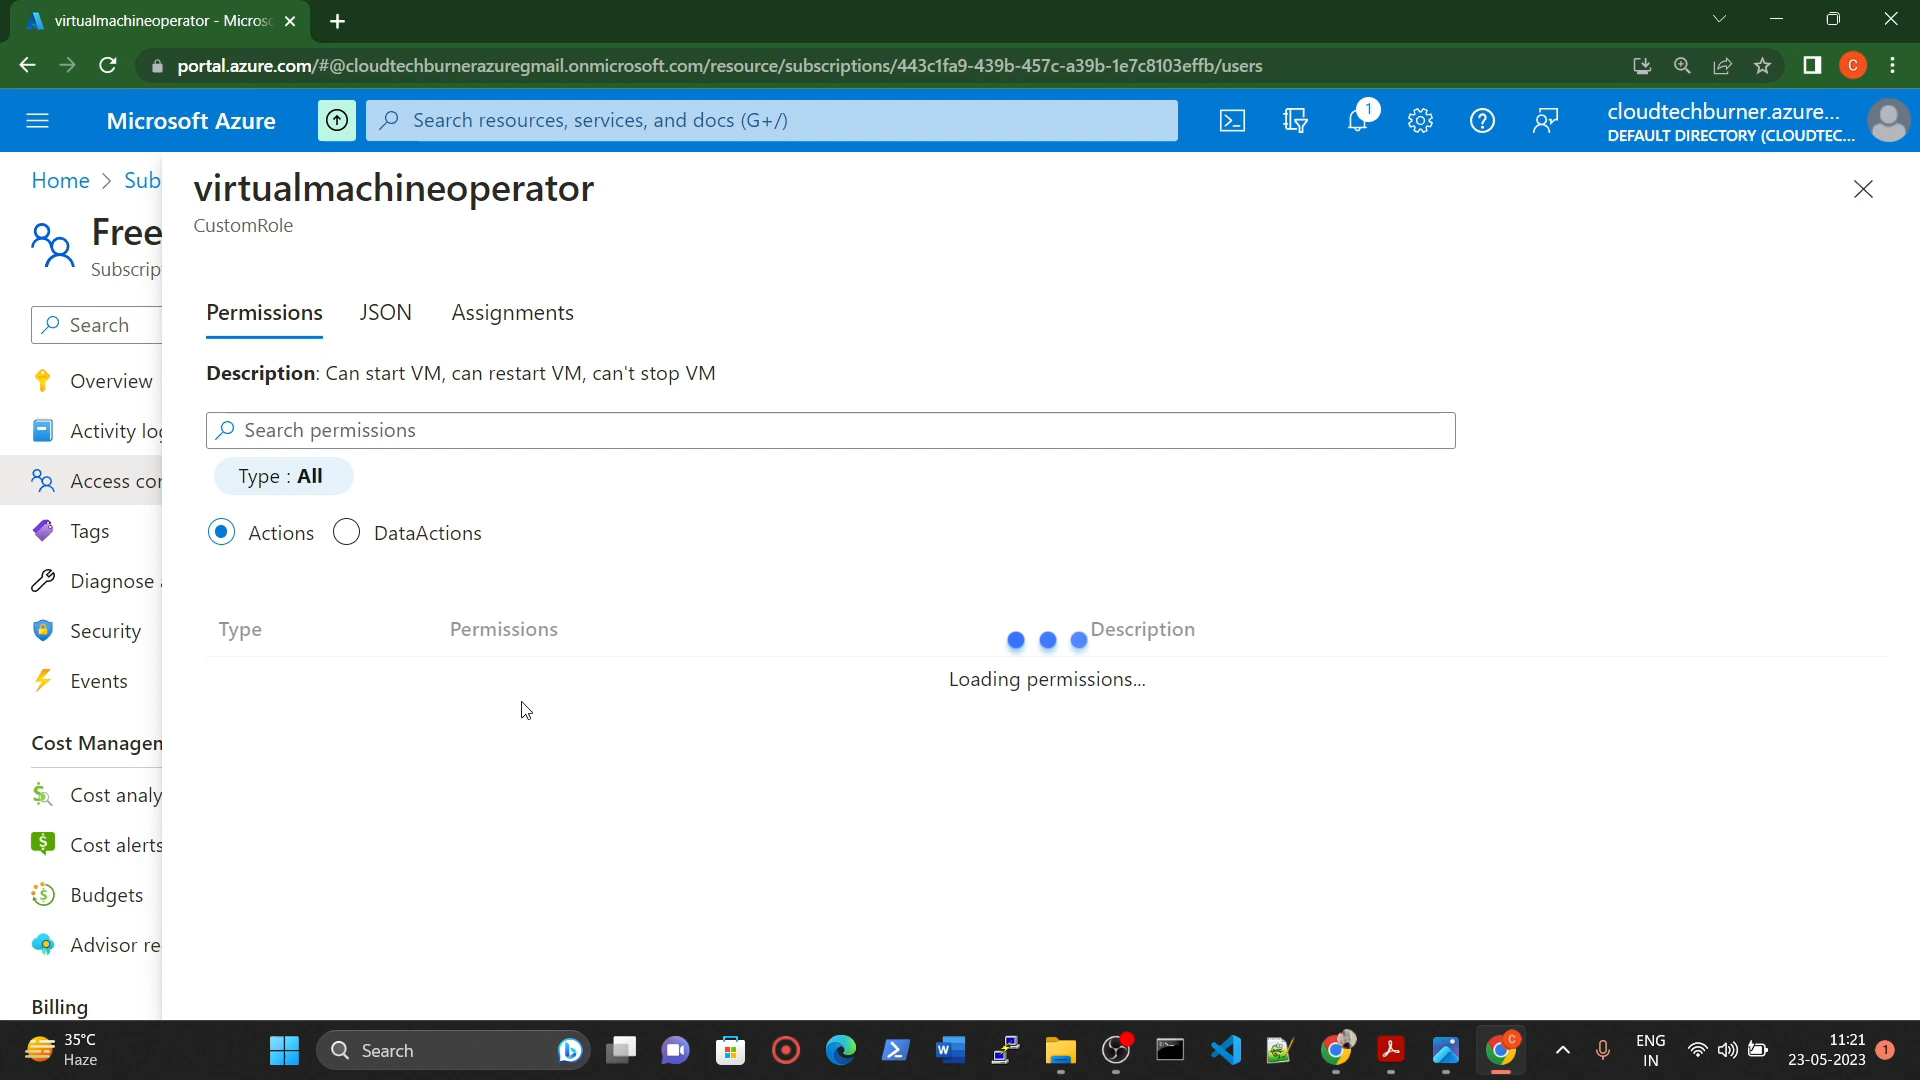 virtualmachineoperator - Micros
portal.azure.com/#@cloudtechburnerazuregmail.onmicrosoft.com/resource/subscriptions/443c1fa9-439b-457c-a39b-1e7c8103effb/users
C
Microsoft Azure
Search resources, services, and docs (G+/)
1
cloudtechburner.azure...
DEFAULT DIRECTORY (CLOUDTEC...
Home > Sub
Free
Subscrip
Search
Overview
Activity log
Access con
Tags
Diagnose a
Security
Events
Cost Managem
Cost analy
Cost alerts
Budgets
Advisor re
Billing
virtualmachineoperator
CustomRole
Permissions JSON Assignments
Description: Can start VM, can restart VM, can't stop VM
Search permissions
Type : All
Actions DataActions
Type Permissions Description
Loading permissions...
35°C
Haze
Search
ENG
IN
11:21
23-05-2023
1